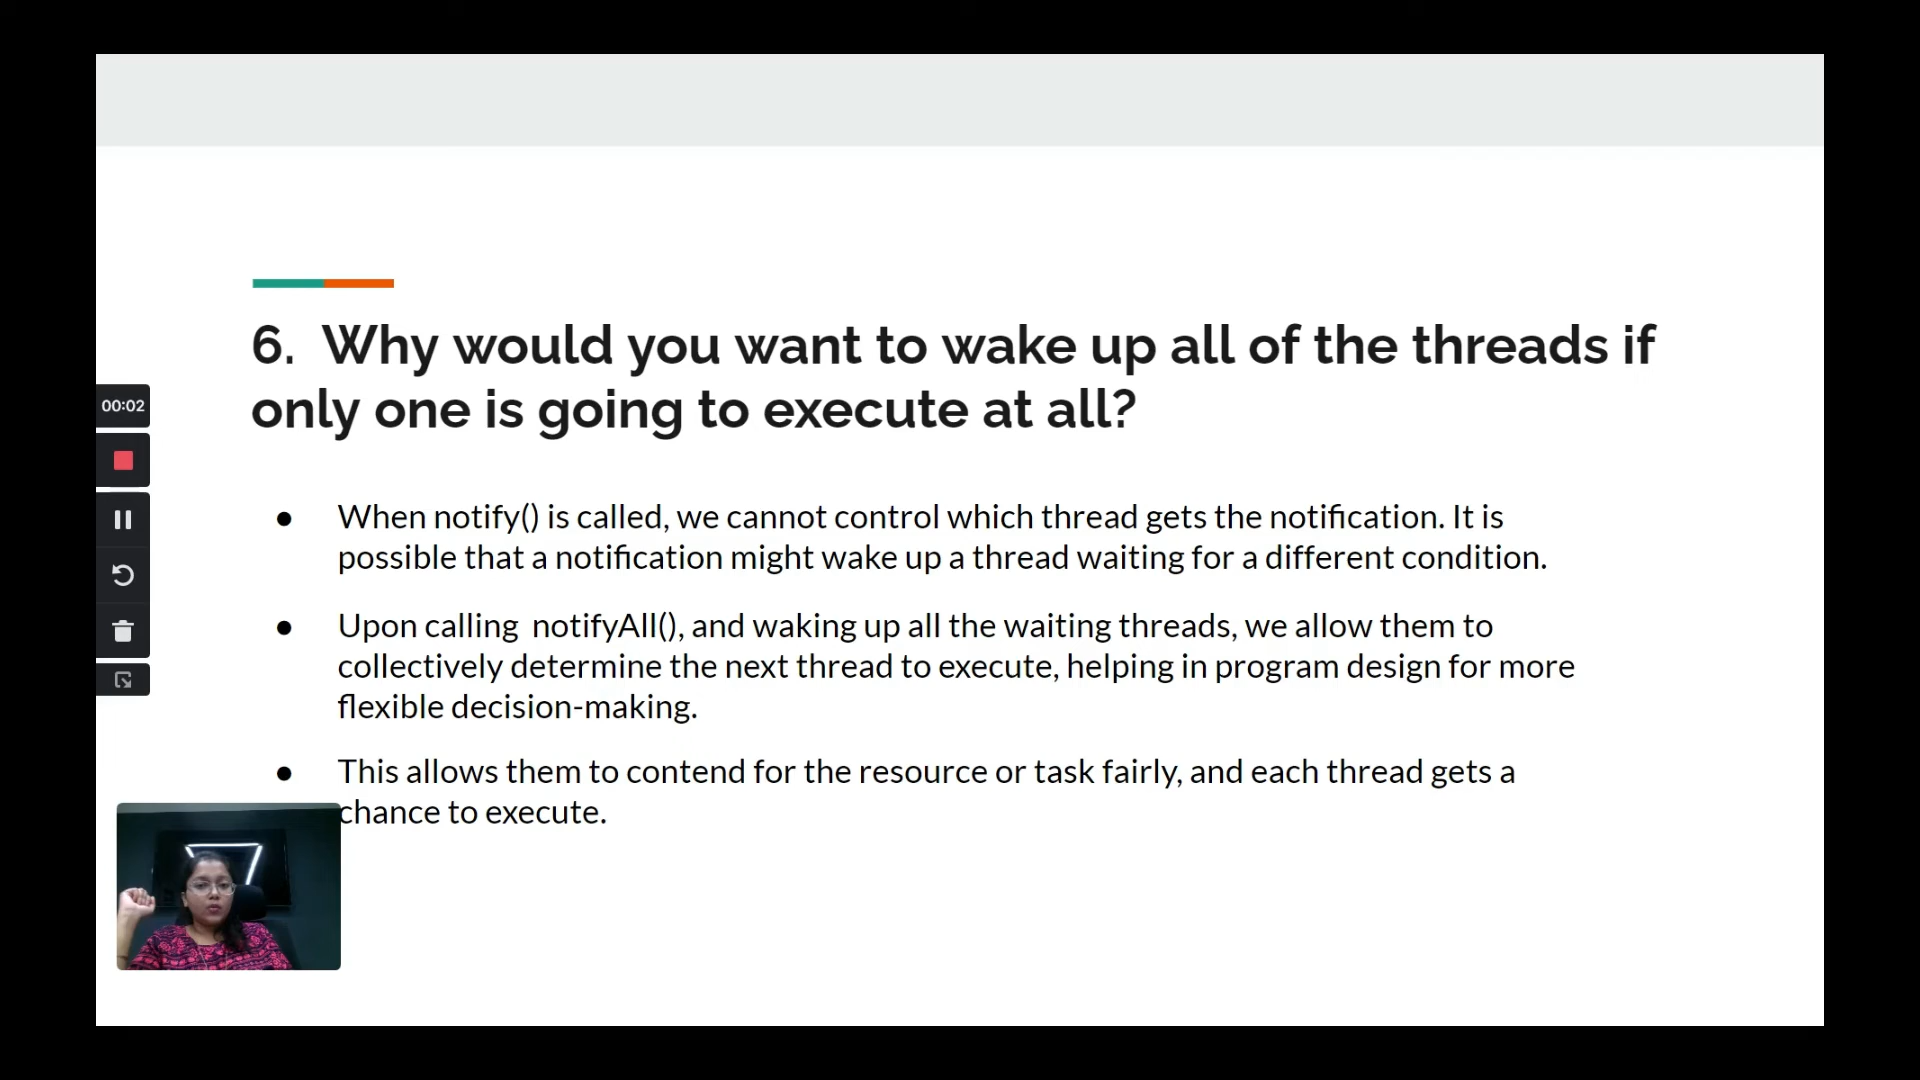 6.  Why would you want to wake up all of the threads if
only one is going to execute at all?
00:02
● When notify() is called, we cannot control which thread gets the notification. It is
possible that a notification might wake up a thread waiting for a different condition.
● Upon calling  notifyAll(), and waking up all the waiting threads, we allow them to
collectively determine the next thread to execute, helping in program design for more
flexible decision-making.
● This allows them to contend for the resource or task fairly, and each thread gets a
chance to execute.